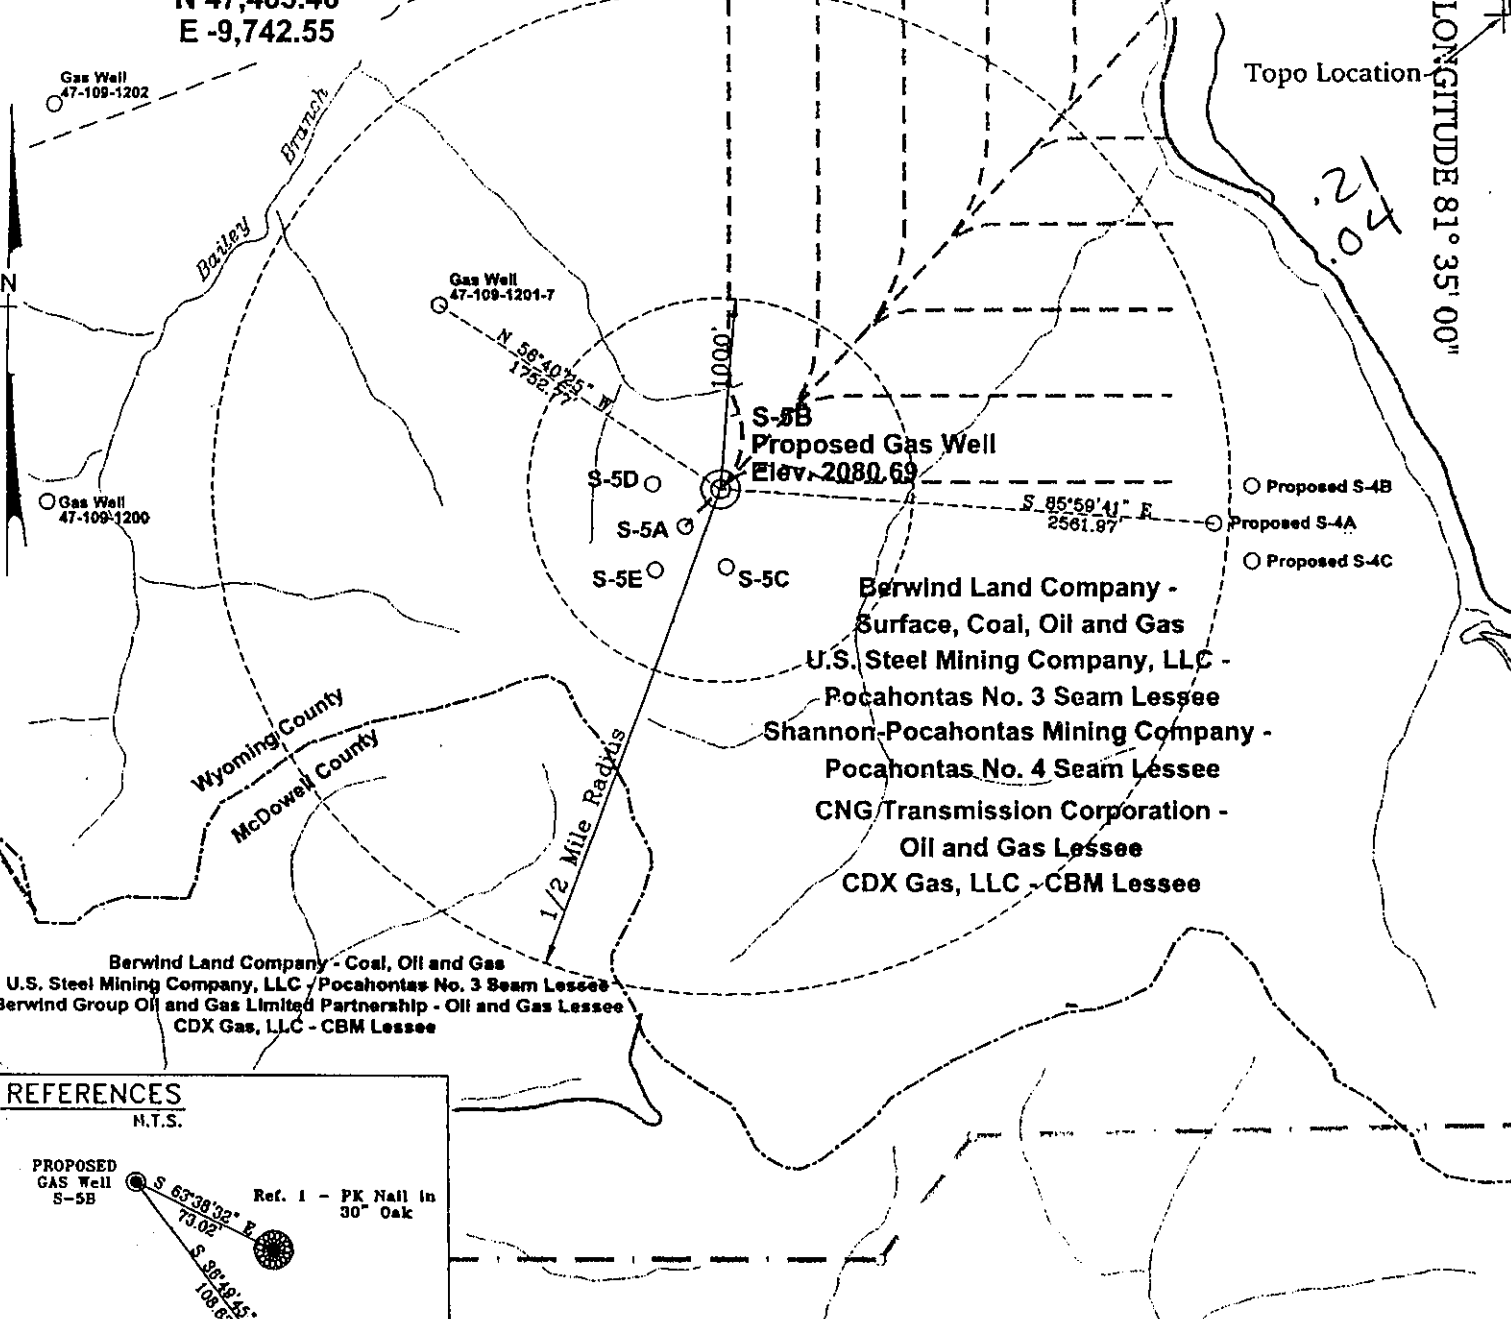 E -9,742.55
Gas Well
47-109-1202
Topo Location
LONGITUDE 81° 35' 00"
.21
.04
Bailey Branch
N
Gas Well
47-109-1201-7
1000'
1752.77'
S-5B
Proposed Gas Well
Elev. 2080.69
S-5D
S-5A
S-5E
S-5C
S 85°59'41" E
2561.97'
Proposed S-4B
Proposed S-4A
Proposed S-4C
Gas Well
47-109-1200
Berwind Land Company -
Surface, Coal, Oil and Gas
U.S. Steel Mining Company, LLC -
Pocahontas No. 3 Seam Lessee
Shannon-Pocahontas Mining Company -
Pocahontas No. 4 Seam Lessee
CNG Transmission Corporation -
Oil and Gas Lessee
CDX Gas, LLC - CBM Lessee
Wyoming County
McDowell County
1/2 Mile Radius
Berwind Land Company - Coal, Oil and Gas
U.S. Steel Mining Company, LLC - Pocahontas No. 3 Seam Lessee
Berwind Group Oil and Gas Limited Partnership - Oil and Gas Lessee
CDX Gas, LLC - CBM Lessee
REFERENCES
N.T.S.
PROPOSED
GAS Well
S-5B
S 63°38'32" E
73.02'
Ref. 1 - PK Nail in
30" Oak
S 36°49'45"